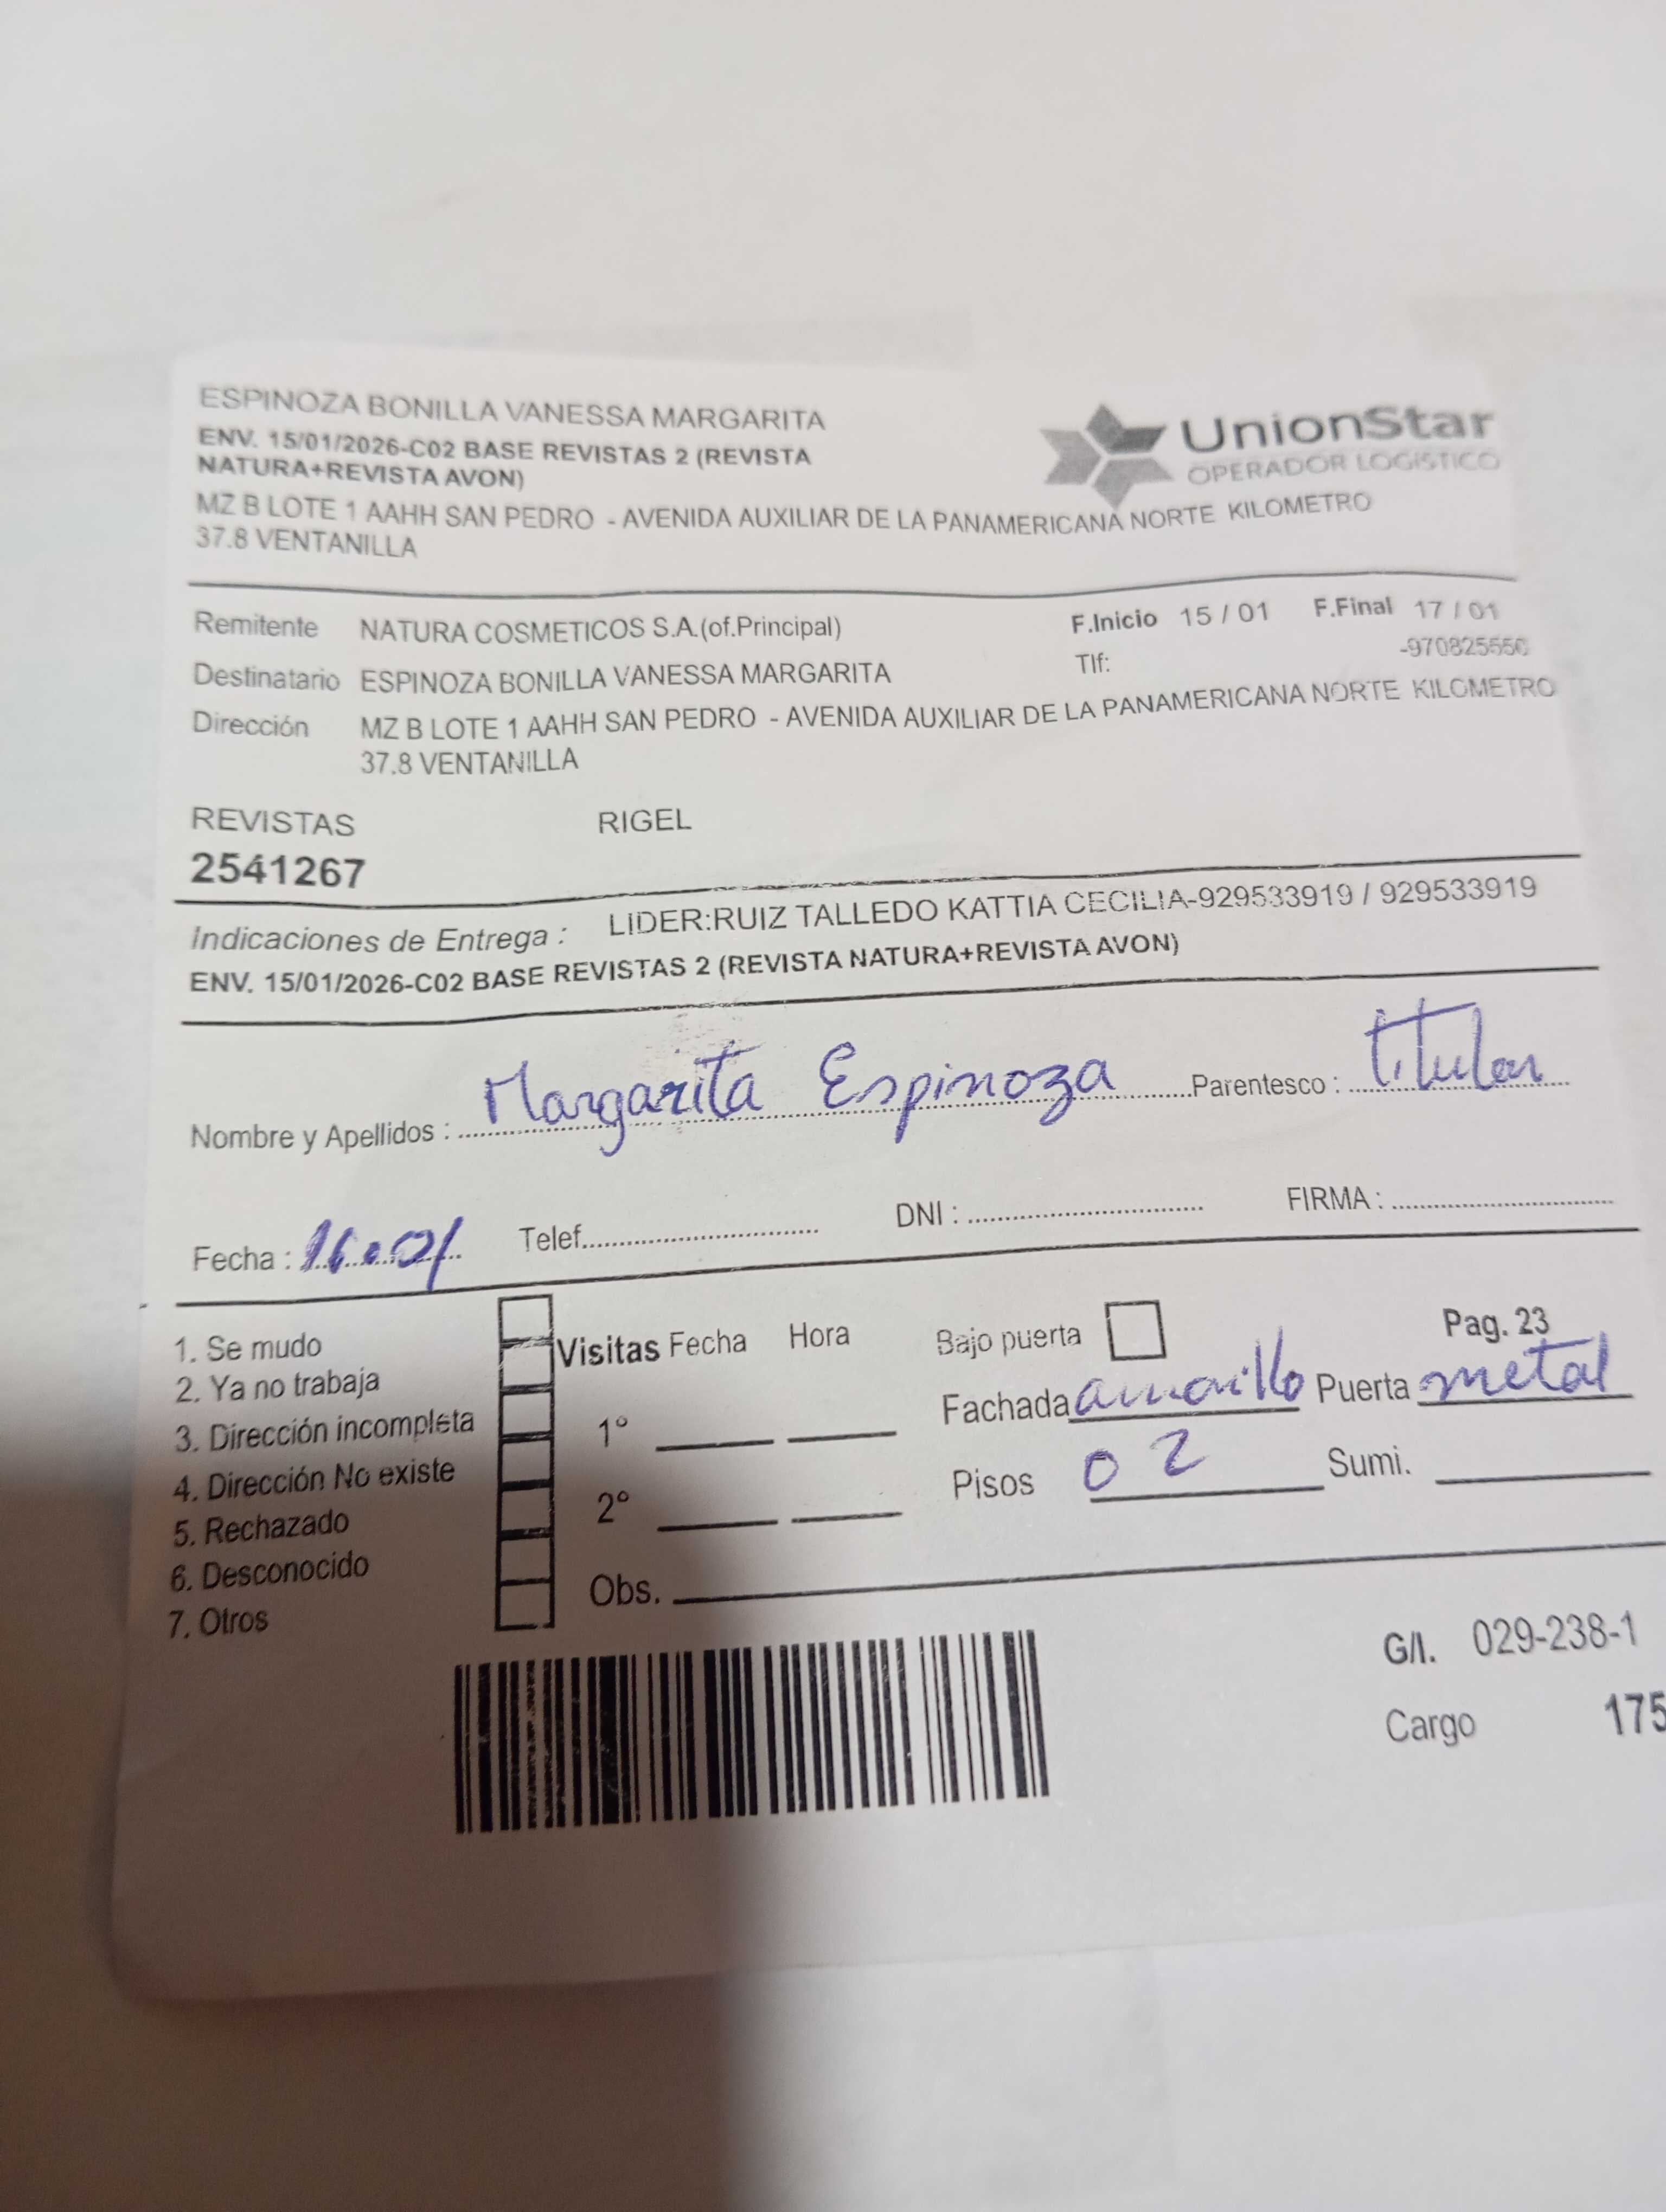 ESPINOZA BONILLA VANESSA MARGARITA
ENV. 15/01/2026-C02 BASE REVISTAS 2 (REVISTA
NATURA+REVISTA AVON)
UnionStar
OPERADOR LOGÍSTICO
MZ B LOTE 1 AAHH SAN PEDRO - AVENIDA AUXILIAR DE LA PANAMERICANA NORTE KILOMETRO
37.8 VENTANILLA
Remitente NATURA COSMETICOS S.A.(of.Principal) F.Inicio 15 / 01 F.Final 17 / 01
Destinatario ESPINOZA BONILLA VANESSA MARGARITA Tlf: -970825550
Dirección MZ B LOTE 1 AAHH SAN PEDRO - AVENIDA AUXILIAR DE LA PANAMERICANA NORTE KILOMETRO
37.8 VENTANILLA
REVISTAS RIGEL
2541267
Indicaciones de Entrega : LIDER:RUIZ TALLEDO KATTIA CECILIA-929533919 / 929533919
ENV. 15/01/2026-C02 BASE REVISTAS 2 (REVISTA NATURA+REVISTA AVON)
Nombre y Apellidos : Margarita Espinoza Parentesco : titular
Fecha : 16.01 Telef. DNI : FIRMA :
1. Se mudo
2. Ya no trabaja
3. Dirección incompleta
4. Dirección No existe
5. Rechazado
6. Desconocido
7. Otros
Visitas Fecha Hora
1°
2°
Obs.
Bajo puerta Pag. 23
Fachada amarillo Puerta metal
Pisos 02 Sumi.
G/I. 029-238-1
Cargo 175